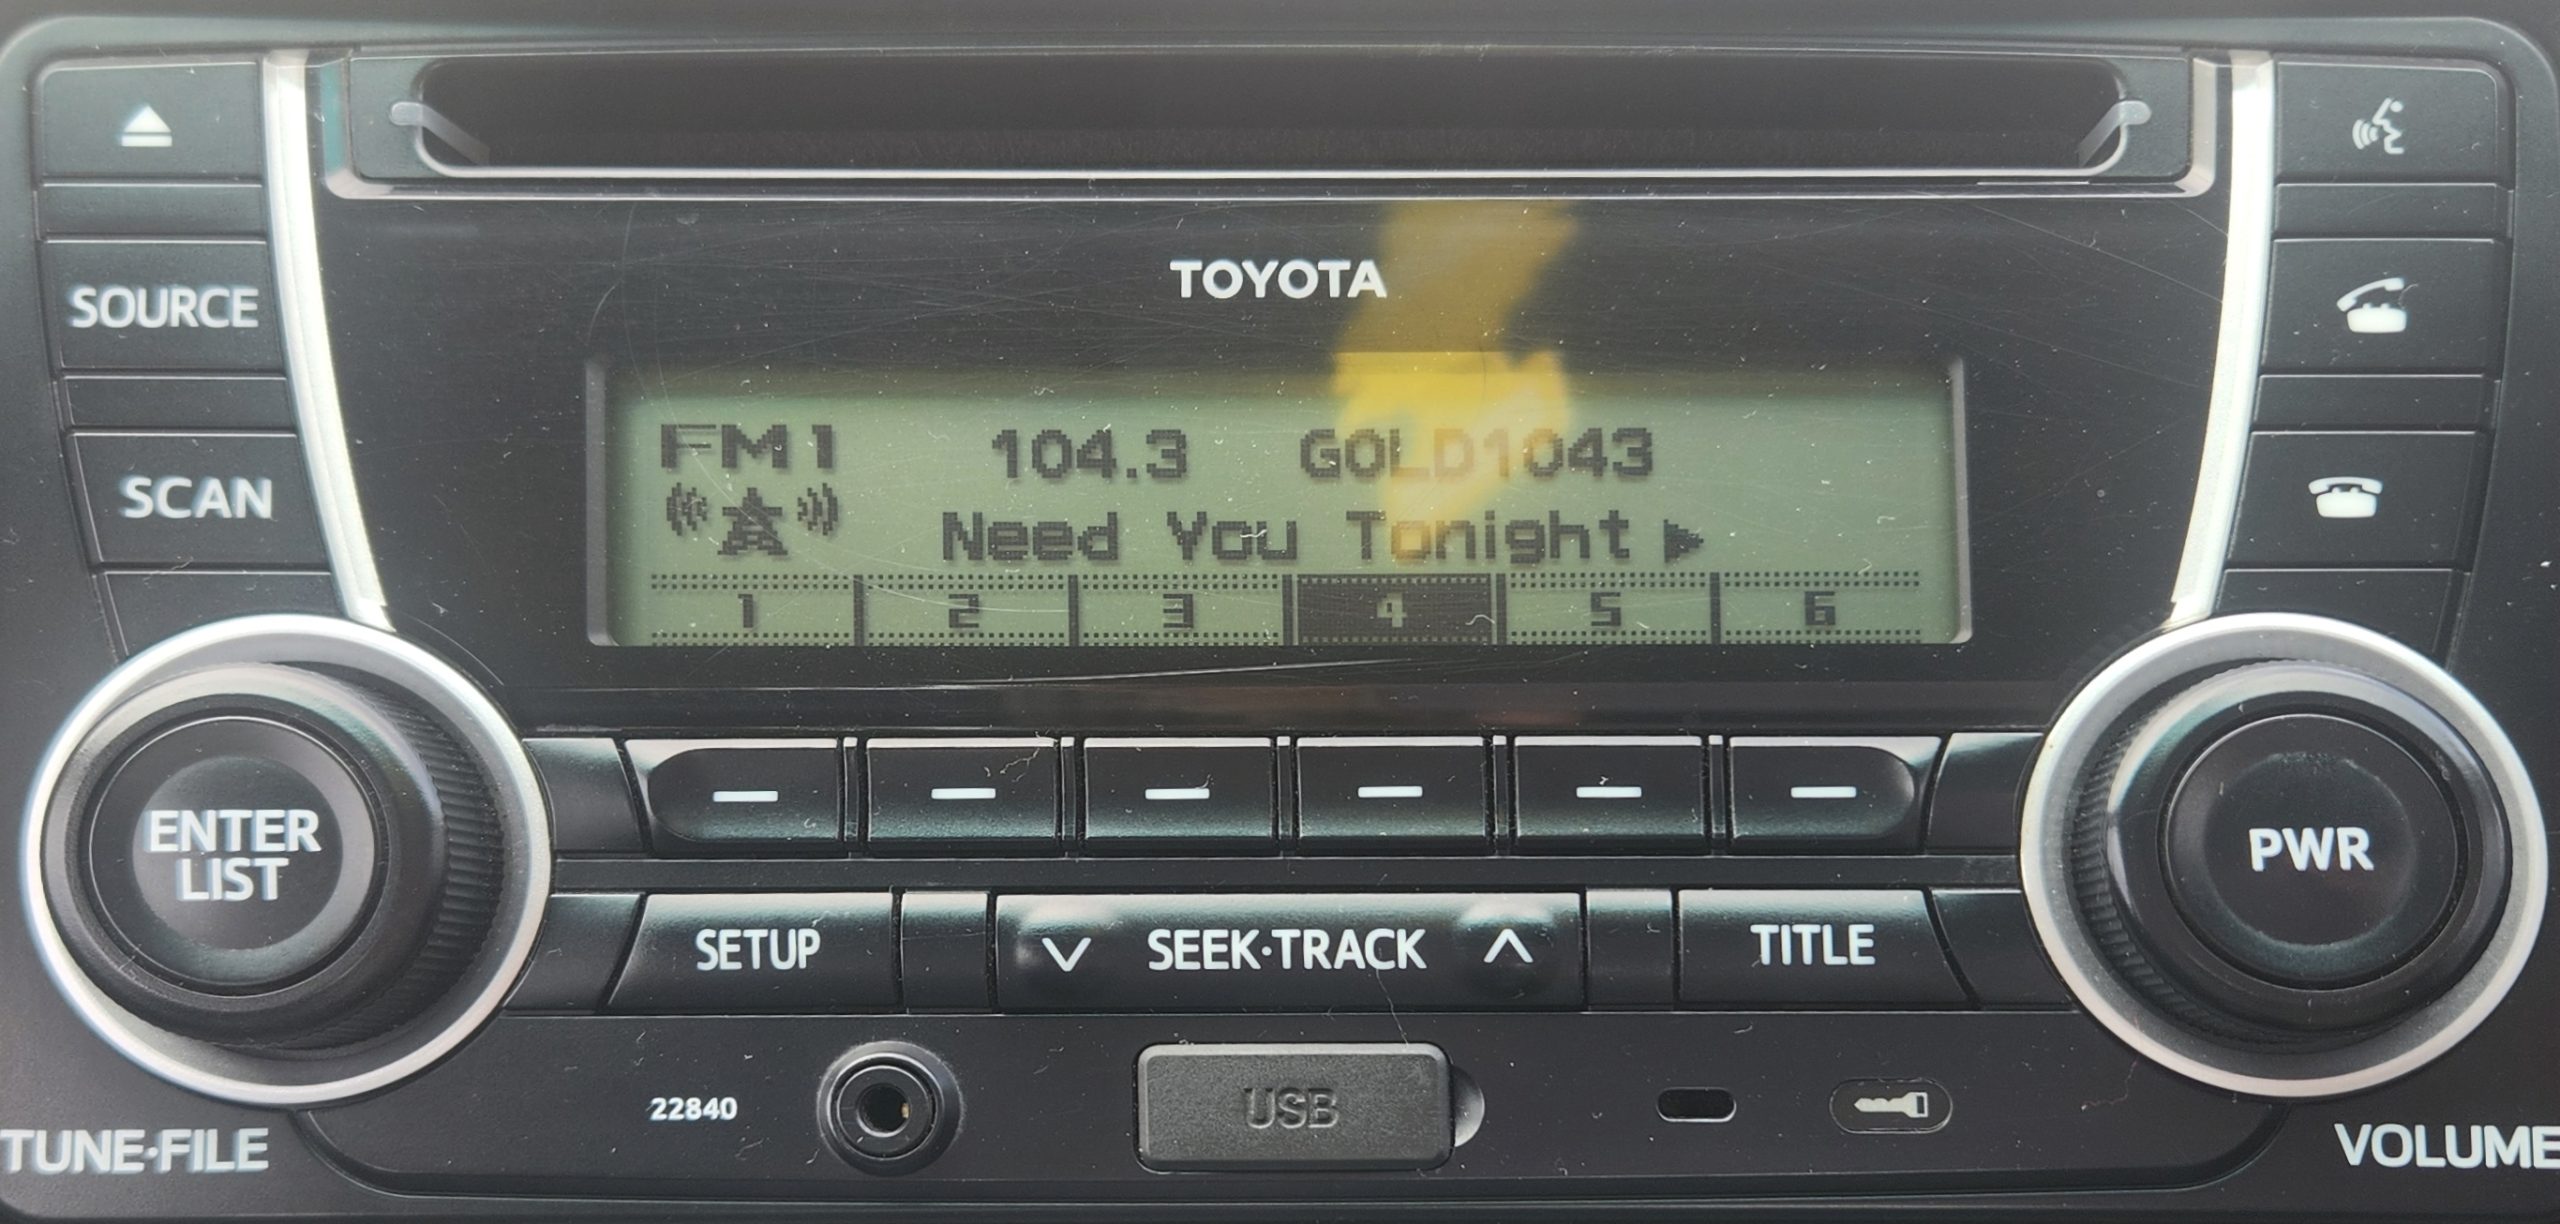 TOYOTA
SOURCE
SCAN
FM1 104.3 GOLD1043
Need You Tonight
1 2 3 4 5 6
ENTER
LIST
PWR
SETUP
SEEK·TRACK
TITLE
22840
USB
TUNE·FILE
VOLUME